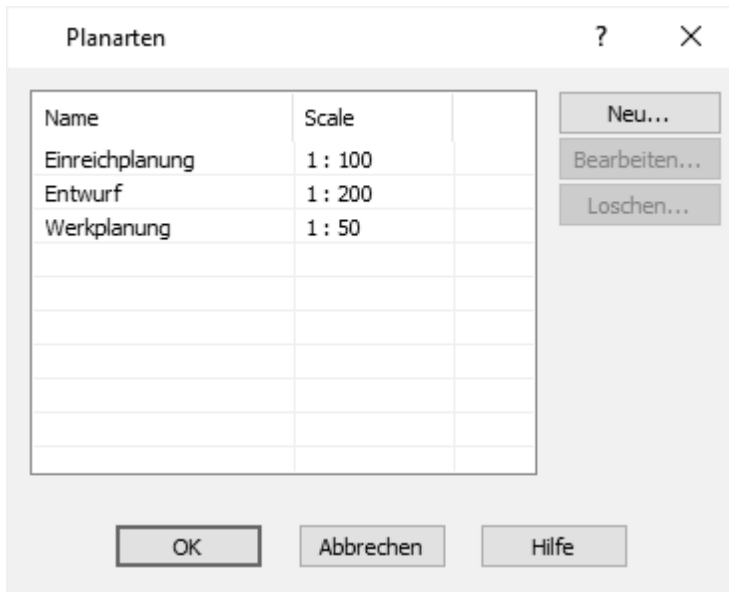 Planarten ?
Name Scale
Neu...
Einreichplanung 1 : 100
Bearbeiten...
Entwurf 1 : 200
Loschen...
Werkplanung 1 : 50
OK Abbrechen Hilfe